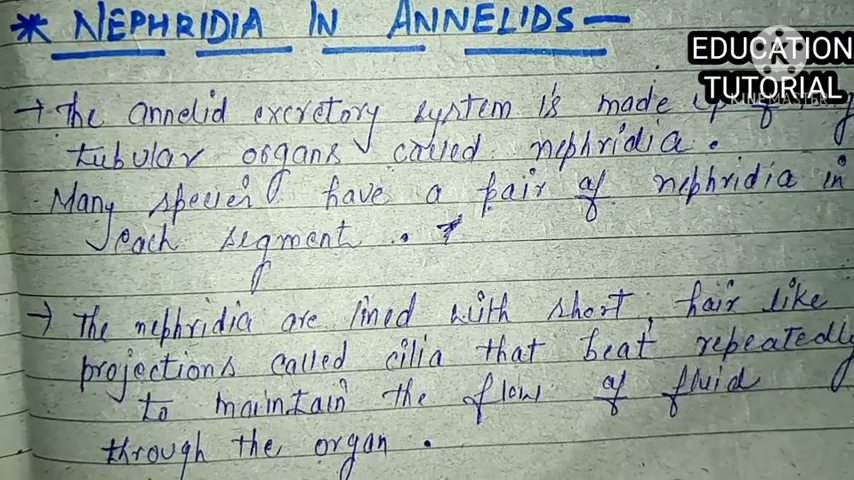 * NEPHRIDIA IN ANNELIDS —
EDUCATION
TUTORIAL
KINEMASTER
→ The annelid excretory system is made up of
tubular organs called nephridia.
Many species have a pair of nephridia in
each segment.
→ The nephridia are lined with short, hair like
projections called cilia that beat repeatedly
to maintain the flow of fluid
through the organ.